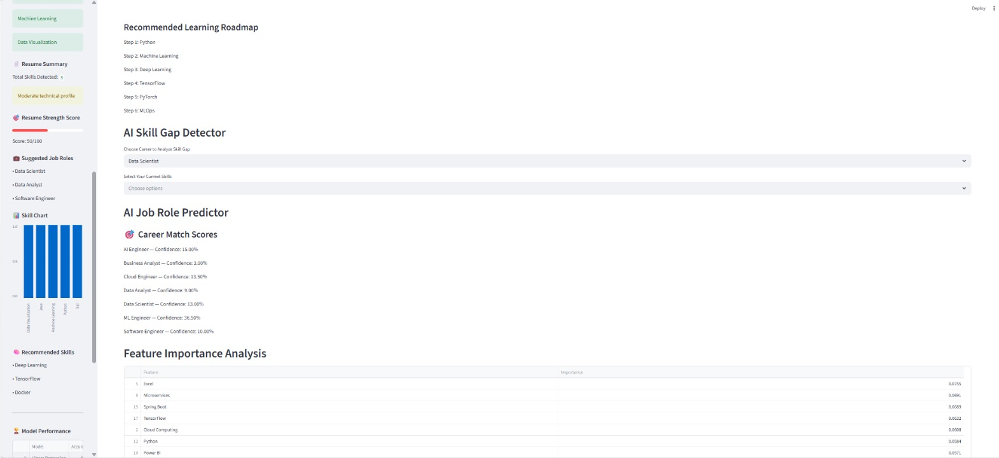 Machine Learning
Data Visualization
Resume Summary
Total Skills Detected: 5
Moderate technical profile
Resume Strength Score
Score: 50/100
Suggested Job Roles
• Data Scientist
• Data Analyst
• Software Engineer
Skill Chart
1.0
0.5
0.0
Data Visualization
Java
Machine Learning
Python
Sql
Recommended Skills
• Deep Learning
• TensorFlow
• Docker
Model Performance
Model
Deploy
Recommended Learning Roadmap
Step 1: Python
Step 2: Machine Learning
Step 3: Deep Learning
Step 4: TensorFlow
Step 5: PyTorch
Step 6: MLOps
AI Skill Gap Detector
Choose Career to Analyze Skill Gap
Data Scientist
Select Your Current Skills
Choose options
AI Job Role Predictor
Career Match Scores
AI Engineer — Confidence: 15.00%
Business Analyst — Confidence: 3.00%
Cloud Engineer — Confidence: 13.50%
Data Analyst — Confidence: 9.00%
Data Scientist — Confidence: 13.00%
ML Engineer — Confidence: 36.50%
Software Engineer — Confidence: 10.00%
Feature Importance Analysis
Feature Importance
5 Excel 0.0755
8 Microservices 0.0691
15 Spring Boot 0.0689
17 TensorFlow 0.0632
2 Cloud Computing 0.0608
12 Python 0.0584
10 Power BI 0.0571